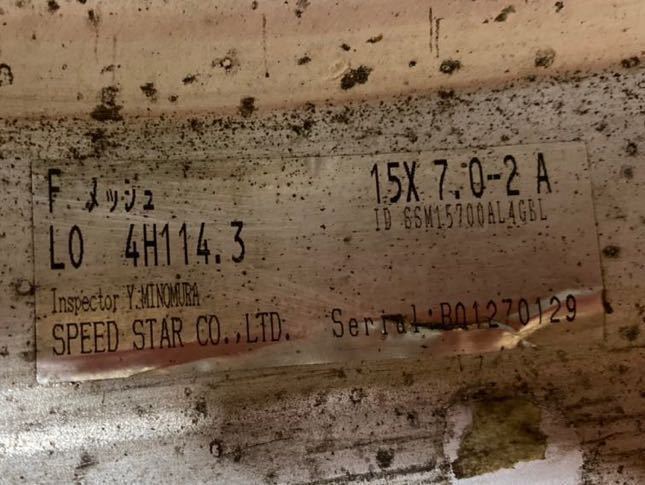 F メッシュ 15X 7.0-2 A
ID SSM15700AL4GBL
LO 4H114.3
Inspector Y.MINOMURA
SPEED STAR CO.,LTD. Serial:B01270129